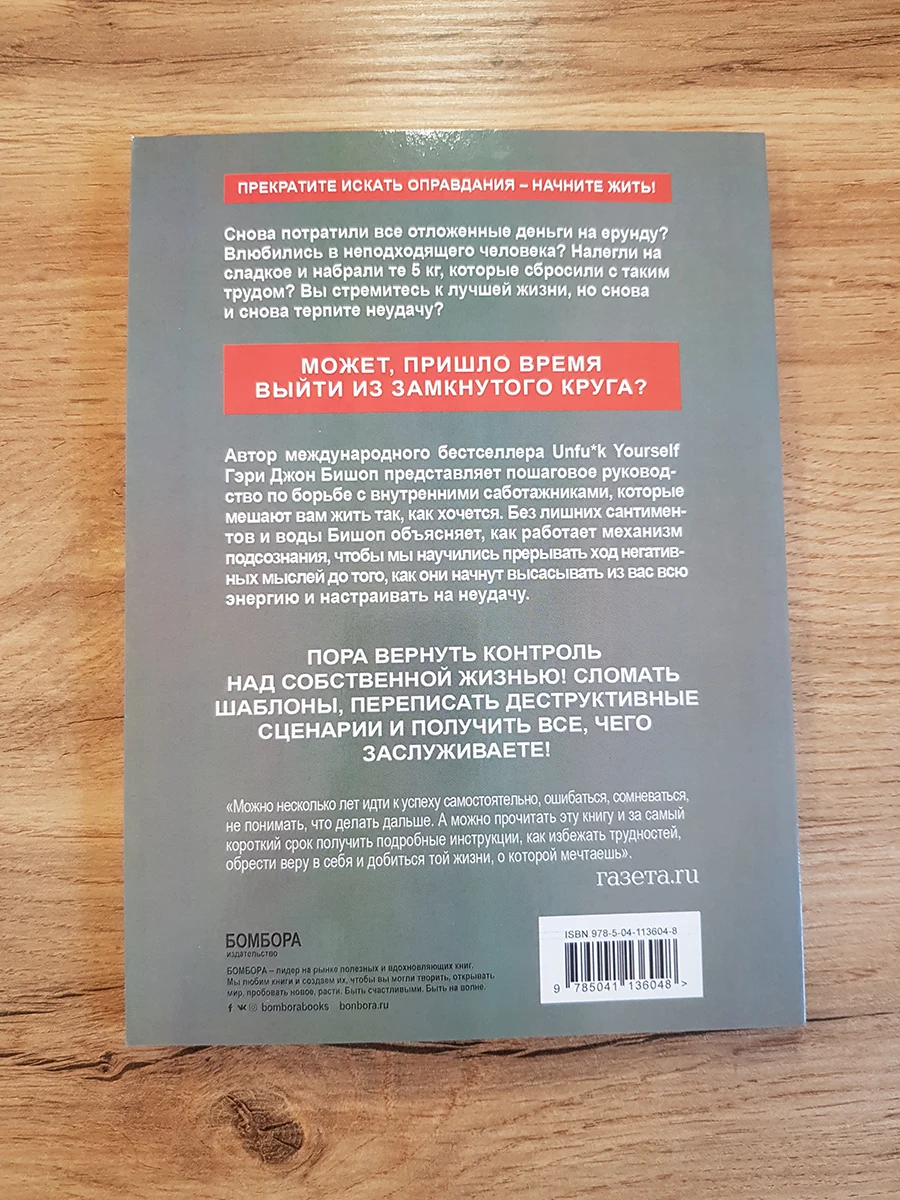 ПРЕКРАТИТЕ ИСКАТЬ ОПРАВДАНИЯ – НАЧНИТЕ ЖИТЬ!
Снова потратили все отложенные деньги на ерунду?
Влюбились в неподходящего человека? Налегли на
сладкое и набрали те 5 кг, которые сбросили с таким
трудом? Вы стремитесь к лучшей жизни, но снова
и снова терпите неудачу?
МОЖЕТ, ПРИШЛО ВРЕМЯ
ВЫЙТИ ИЗ ЗАМКНУТОГО КРУГА?
Автор международного бестселлера Unfu*k Yourself
Гэри Джон Бишоп представляет пошаговое руковод-
ство по борьбе с внутренними саботажниками, которые
мешают вам жить так, как хочется. Без лишних сантимен-
тов и воды Бишоп объясняет, как работает механизм
подсознания, чтобы мы научились прерывать ход негатив-
ных мыслей до того, как они начнут высасывать из вас всю
энергию и настраивать на неудачу.
ПОРА ВЕРНУТЬ КОНТРОЛЬ
НАД СОБСТВЕННОЙ ЖИЗНЬЮ! СЛОМАТЬ
ШАБЛОНЫ, ПЕРЕПИСАТЬ ДЕСТРУКТИВНЫЕ
СЦЕНАРИИ И ПОЛУЧИТЬ ВСЕ, ЧЕГО
ЗАСЛУЖИВАЕТЕ!
«Можно несколько лет идти к успеху самостоятельно, ошибаться, сомневаться,
не понимать, что делать дальше. А можно прочитать эту книгу и за самый
короткий срок получить подробные инструкции, как избежать трудностей,
обрести веру в себя и добиться той жизни, о которой мечтаешь».
газета.ru
БОМБОРА
издательство
БОМБОРА – лидер на рынке полезных и вдохновляющих книг.
Мы любим книги и создаем их, чтобы вы могли творить, открывать
мир, пробовать новое, расти. Быть счастливыми. Быть на волне.
bomborabooks bonbora.ru
ISBN 978-5-04-113604-8
9 785041 136048 >